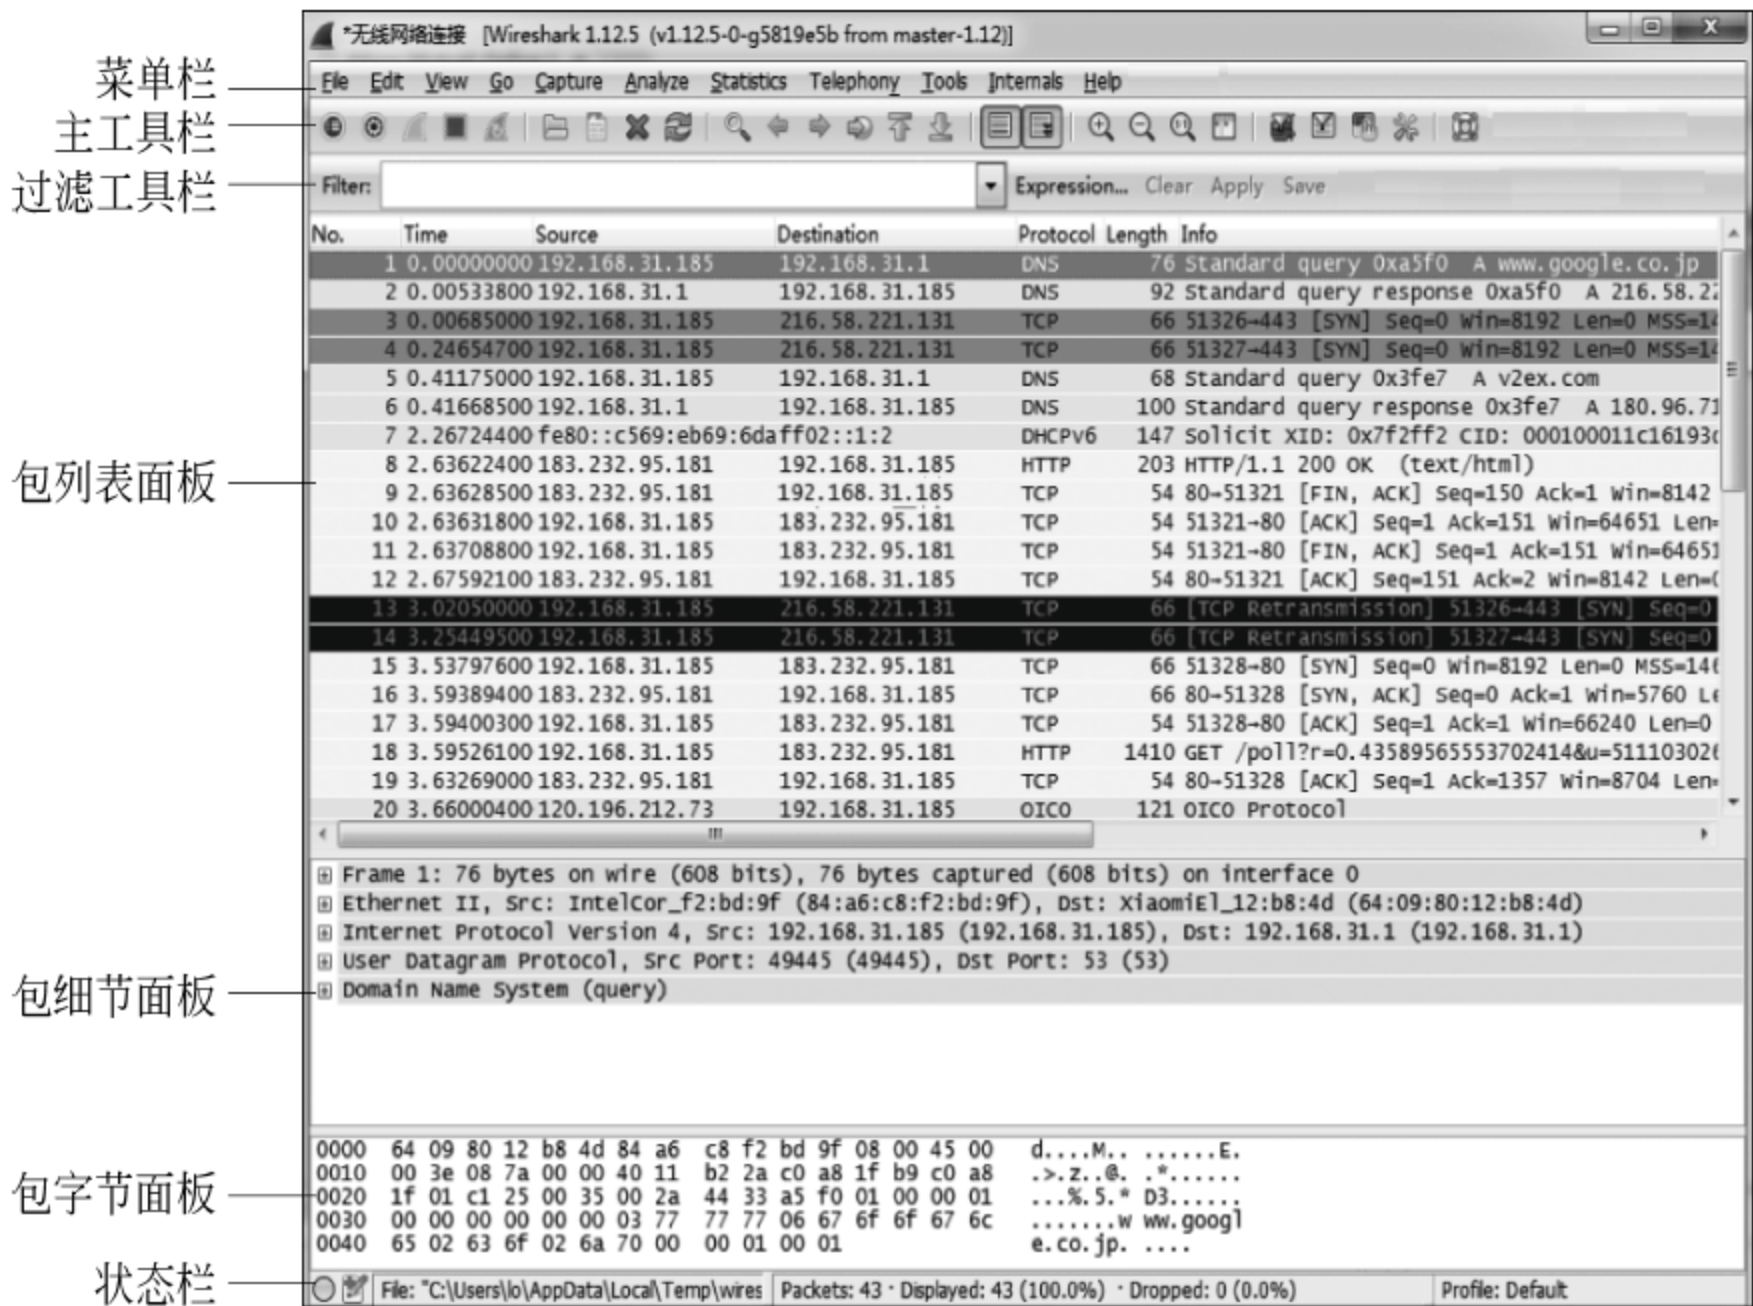 *无线网络连接 [Wireshark 1.12.5 (v1.12.5-0-g5819e5b from master-1.12)]
菜单栏
File Edit View Go Capture Analyze Statistics Telephony Tools Internals Help
主工具栏
过滤工具栏
Filter: Expression... Clear Apply Save
No. Time Source Destination Protocol Length Info
1 0.00000000 192.168.31.185 192.168.31.1 DNS 76 Standard query 0xa5f0 A www.google.co.jp
2 0.00533800 192.168.31.1 192.168.31.185 DNS 92 Standard query response 0xa5f0 A 216.58.22
3 0.00685000 192.168.31.185 216.58.221.131 TCP 66 51326→443 [SYN] Seq=0 Win=8192 Len=0 MSS=14
4 0.24654700 192.168.31.185 216.58.221.131 TCP 66 51327→443 [SYN] Seq=0 Win=8192 Len=0 MSS=14
5 0.41175000 192.168.31.185 192.168.31.1 DNS 68 Standard query 0x3fe7 A v2ex.com
6 0.41668500 192.168.31.1 192.168.31.185 DNS 100 Standard query response 0x3fe7 A 180.96.71
7 2.26724400 fe80::c569:eb69:6da ff02::1:2 DHCPv6 147 Solicit XID: 0x7f2ff2 CID: 000100011c16193c
包列表面板
8 2.63622400 183.232.95.181 192.168.31.185 HTTP 203 HTTP/1.1 200 OK (text/html)
9 2.63628500 183.232.95.181 192.168.31.185 TCP 54 80→51321 [FIN, ACK] Seq=150 Ack=1 Win=8142
10 2.63631800 192.168.31.185 183.232.95.181 TCP 54 51321→80 [ACK] Seq=1 Ack=151 Win=64651 Len=
11 2.63708800 192.168.31.185 183.232.95.181 TCP 54 51321→80 [FIN, ACK] Seq=1 Ack=151 Win=64651
12 2.67592100 183.232.95.181 192.168.31.185 TCP 54 80→51321 [ACK] Seq=151 Ack=2 Win=8142 Len=0
13 3.02050000 192.168.31.185 216.58.221.131 TCP 66 [TCP Retransmission] 51326→443 [SYN] Seq=0
14 3.25449500 192.168.31.185 216.58.221.131 TCP 66 [TCP Retransmission] 51327→443 [SYN] Seq=0
15 3.53797600 192.168.31.185 183.232.95.181 TCP 66 51328→80 [SYN] Seq=0 Win=8192 Len=0 MSS=146
16 3.59389400 183.232.95.181 192.168.31.185 TCP 66 80→51328 [SYN, ACK] Seq=0 Ack=1 Win=5760 Le
17 3.59400300 192.168.31.185 183.232.95.181 TCP 54 51328→80 [ACK] Seq=1 Ack=1 Win=66240 Len=0
18 3.59526100 192.168.31.185 183.232.95.181 HTTP 1410 GET /poll?r=0.43589565553702414&u=511103026
19 3.63269000 183.232.95.181 192.168.31.185 TCP 54 80→51328 [ACK] Seq=1 Ack=1357 Win=8704 Len=
20 3.66000400 120.196.212.73 192.168.31.185 OICQ 121 OICQ Protocol
Frame 1: 76 bytes on wire (608 bits), 76 bytes captured (608 bits) on interface 0
Ethernet II, Src: IntelCor_f2:bd:9f (84:a6:c8:f2:bd:9f), Dst: XiaomiEl_12:b8:4d (64:09:80:12:b8:4d)
Internet Protocol Version 4, Src: 192.168.31.185 (192.168.31.185), Dst: 192.168.31.1 (192.168.31.1)
User Datagram Protocol, Src Port: 49445 (49445), Dst Port: 53 (53)
包细节面板
Domain Name System (query)
0000 64 09 80 12 b8 4d 84 a6 c8 f2 bd 9f 08 00 45 00 d....M.. ......E.
0010 00 3e 08 7a 00 00 40 11 b2 2a c0 a8 1f b9 c0 a8 .>.z..@. .*......
包字节面板
0020 1f 01 c1 25 00 35 00 2a 44 33 a5 f0 01 00 00 01 ...%.5.* D3......
0030 00 00 00 00 00 00 03 77 77 77 06 67 6f 6f 67 6c .......w ww.googl
0040 65 02 63 6f 02 6a 70 00 00 01 00 01 e.co.jp. ....
状态栏
File: "C:\Users\lo\AppData\Local\Temp\wires Packets: 43 · Displayed: 43 (100.0%) · Dropped: 0 (0.0%) Profile: Default